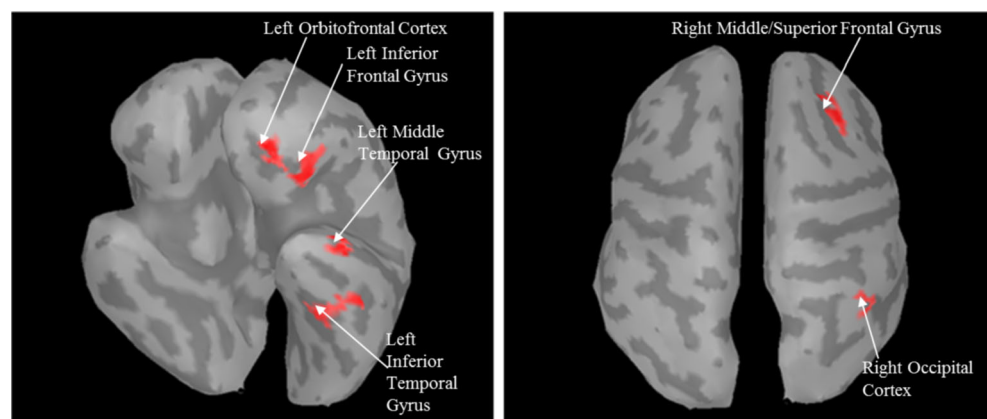 Left Orbitofrontal Cortex
Left Inferior
Frontal Gyrus
Left Middle
Temporal Gyrus
Left
Inferior
Temporal
Gyrus
Right Middle/Superior Frontal Gyrus
Right Occipital
Cortex